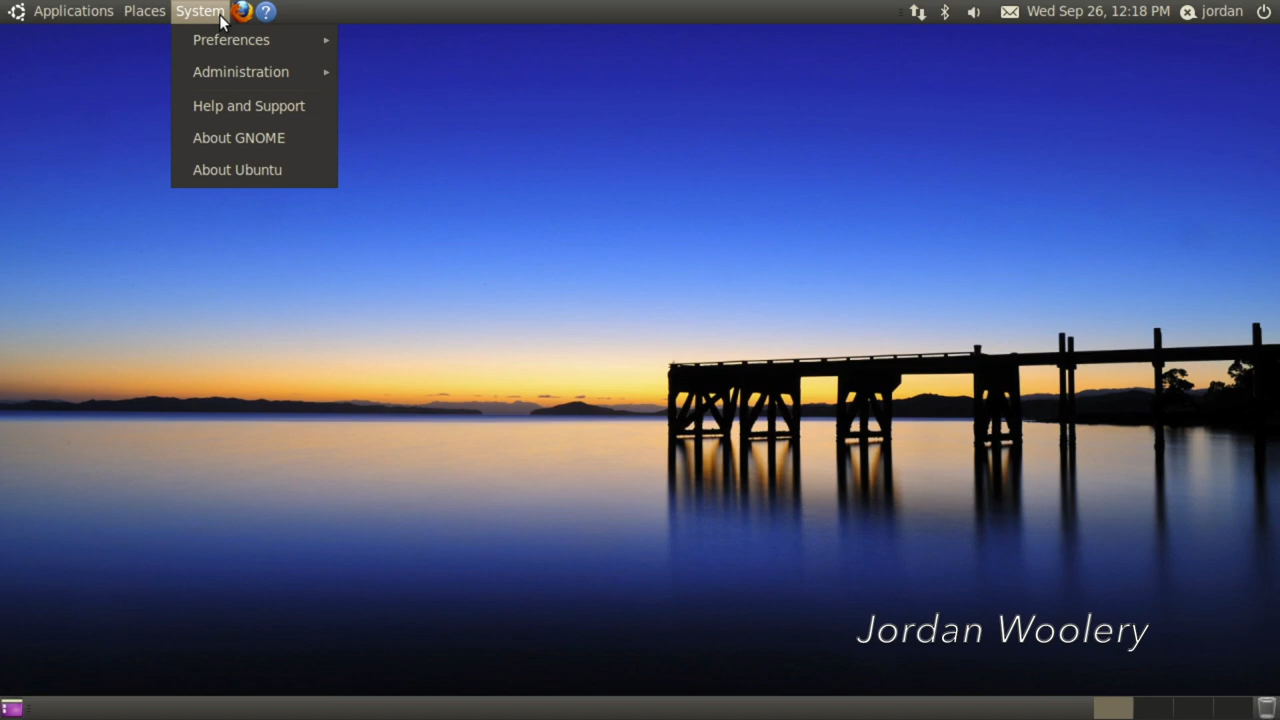 Applications Places System ? Wed Sep 26, 12:18 PM jordan
Preferences
Administration
Help and Support
About GNOME
About Ubuntu
Jordan Woolery